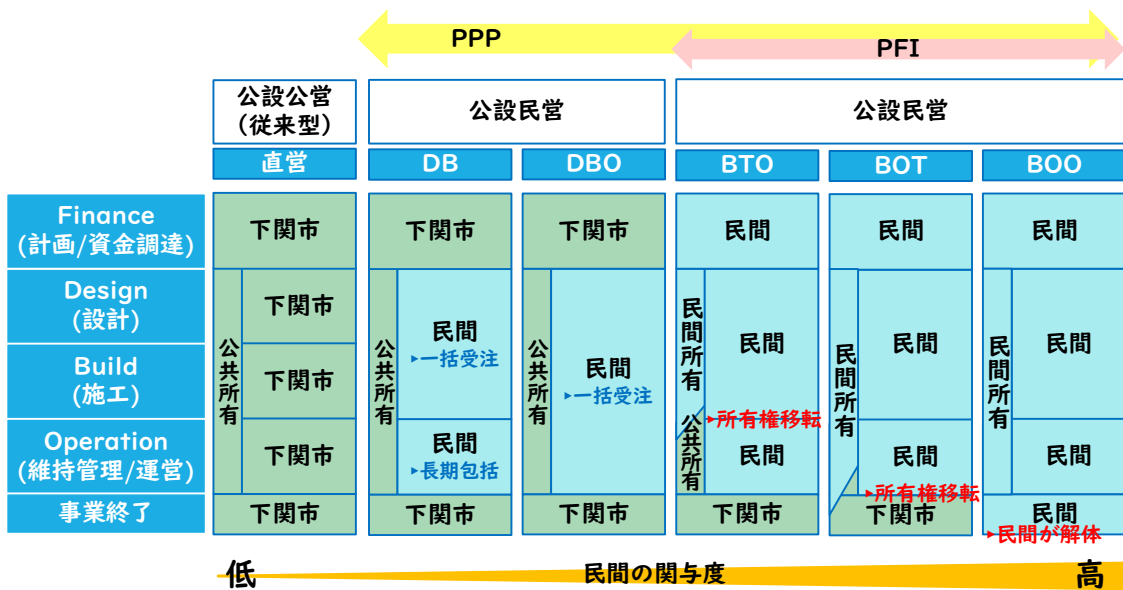 PPP
PFI
公設公営
(従来型)
公設民営
公設民営
直営
DB
DBO
BTO
BOT
BOO
Finance
(計画/資金調達)
下関市
下関市
下関市
民間
民間
民間
Design
(設計)
Build
(施工)
Operation
(維持管理/運営)
公共所有
下関市
下関市
下関市
公共所有
民間
▸一括受注
民間
▸長期包括
公共所有
民間
▸一括受注
民間所有
公共所有
民間
▸所有権移転
民間
民間所有
民間
民間
▸所有権移転
民間所有
民間
民間
事業終了
下関市
下関市
下関市
下関市
下関市
民間
▸民間が解体
低
民間の関与度
高